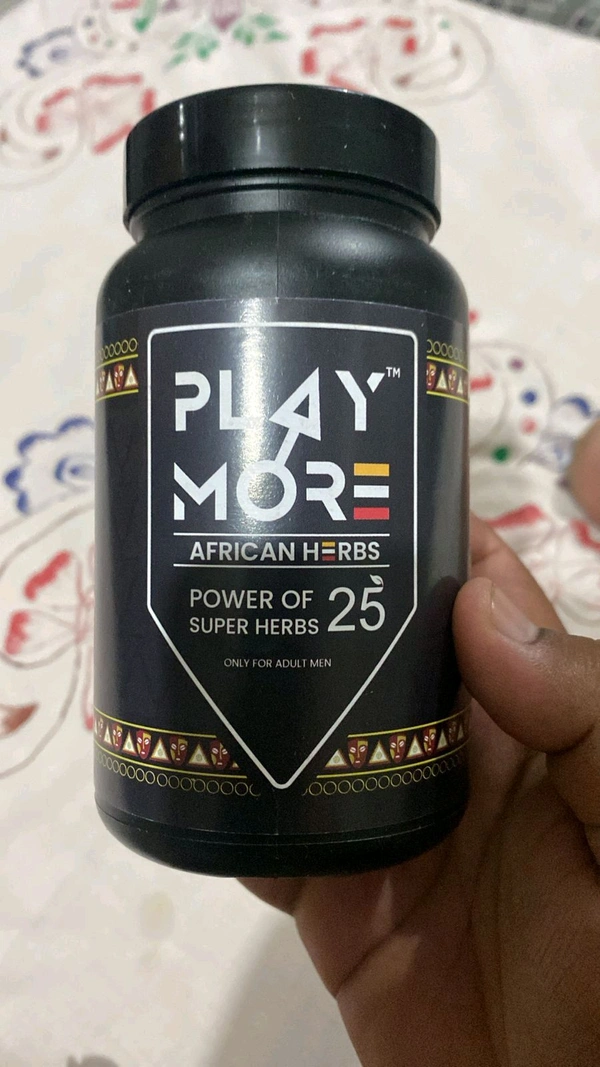 PLAY™
MORE
AFRICAN HERBS
POWER OF
SUPER HERBS 25
ONLY FOR ADULT MEN